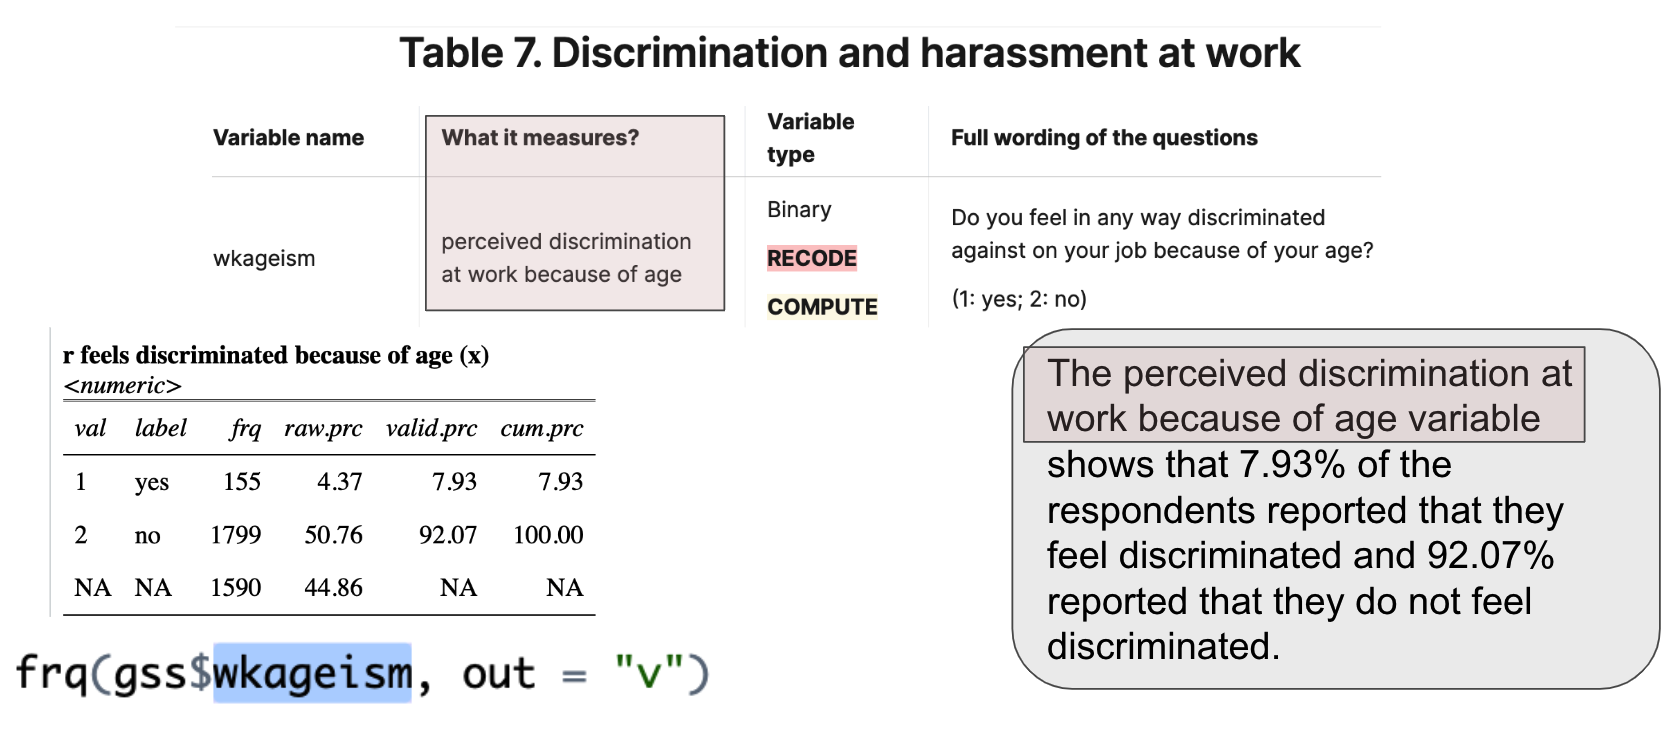 Table 7. Discrimination and harassment at work
Variable name
What it measures?
Variable
type
Full wording of the questions
wkageism
perceived discrimination
at work because of age
Binary
RECODE
COMPUTE
Do you feel in any way discriminated
against on your job because of your age?
(1: yes; 2: no)
r feels discriminated because of age (x)
<numeric>
val label frq raw.prc valid.prc cum.prc
1 yes 155 4.37 7.93 7.93
2 no 1799 50.76 92.07 100.00
NA NA 1590 44.86 NA NA
frq(gss$wkageism, out = "v")
The perceived discrimination at
work because of age variable
shows that 7.93% of the
respondents reported that they
feel discriminated and 92.07%
reported that they do not feel
discriminated.